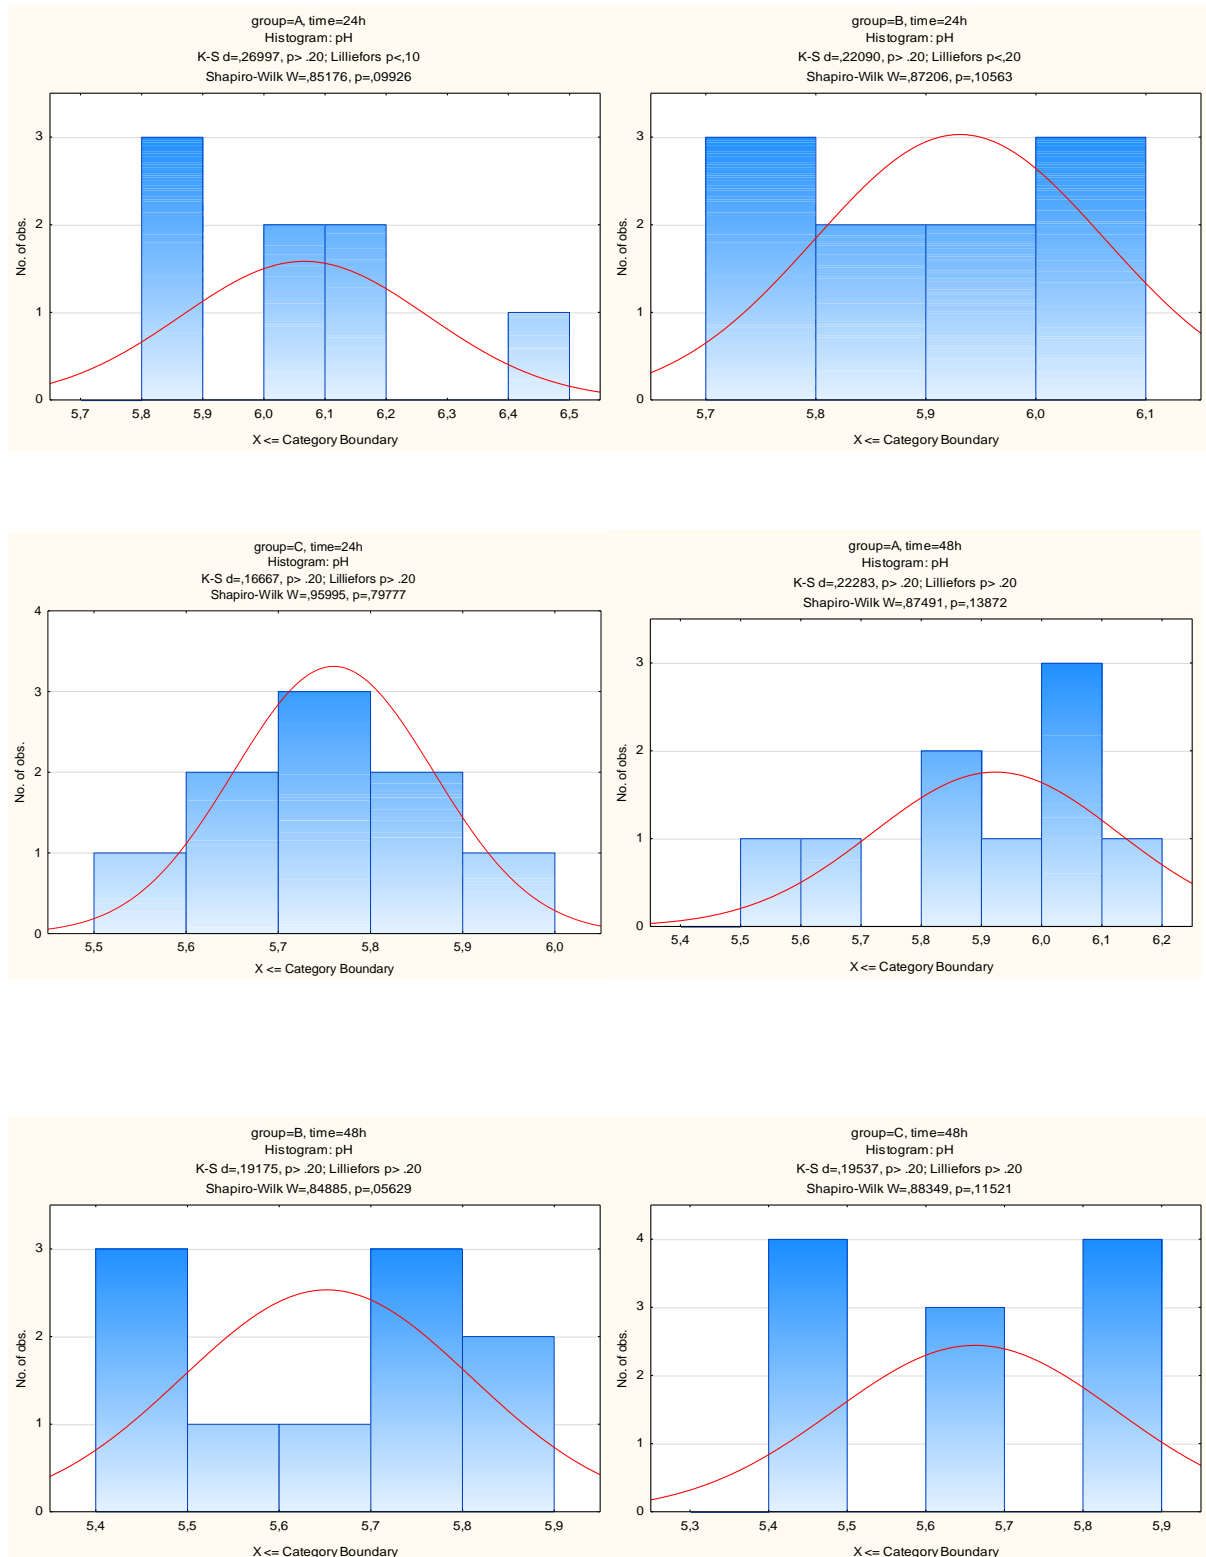 group=A, time=24h
Histogram: pH
K-S d=,26997, p> .20; Lilliefors p<,10
Shapiro-Wilk W=,85176, p=,09926
No. of obs.
3
2
1
0
5,7 5,8 5,9 6,0 6,1 6,2 6,3 6,4 6,5
X <= Category Boundary
group=B, time=24h
Histogram: pH
K-S d=,22090, p> .20; Lilliefors p<,20
Shapiro-Wilk W=,87206, p=,10563
No. of obs.
3
2
1
0
5,7 5,8 5,9 6,0 6,1
X <= Category Boundary
group=C, time=24h
Histogram: pH
K-S d=,16667, p> .20; Lilliefors p> .20
Shapiro-Wilk W=,95995, p=,79777
No. of obs.
4
3
2
1
0
5,5 5,6 5,7 5,8 5,9 6,0
X <= Category Boundary
group=A, time=48h
Histogram: pH
K-S d=,22283, p> .20; Lilliefors p> .20
Shapiro-Wilk W=,87491, p=,13872
No. of obs.
3
2
1
0
5,4 5,5 5,6 5,7 5,8 5,9 6,0 6,1 6,2
X <= Category Boundary
group=B, time=48h
Histogram: pH
K-S d=,19175, p> .20; Lilliefors p> .20
Shapiro-Wilk W=,84885, p=,05629
No. of obs.
3
2
1
0
5,4 5,5 5,6 5,7 5,8 5,9
X <= Category Boundary
group=C, time=48h
Histogram: pH
K-S d=,19537, p> .20; Lilliefors p> .20
Shapiro-Wilk W=,88349, p=,11521
No. of obs.
4
3
2
1
0
5,3 5,4 5,5 5,6 5,7 5,8 5,9
X <= Category Boundary